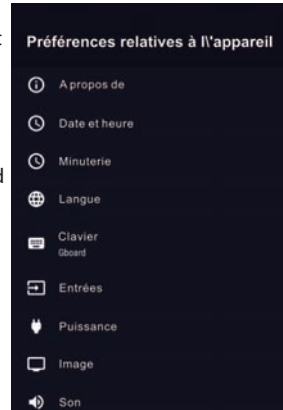 Préférences relatives à l\'appareil
A propos de
Date et heure
Minuterie
Langue
Clavier
Gboard
Entrées
Puissance
Image
Son